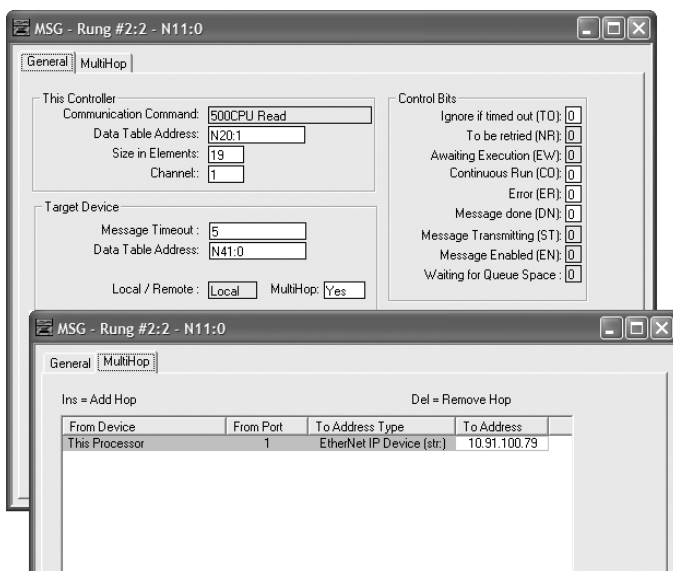 MSG - Rung #2:2 - N11:0
General MultiHop
This Controller
Communication Command: 500CPU Read
Data Table Address: N20:1
Size in Elements: 19
Channel:: 1
Target Device
Message Timeout : 5
Data Table Address: N41:0
Local / Remote : Local MultiHop: Yes
Control Bits
Ignore if timed out (TO): 0
To be retried (NR): 0
Awaiting Execution (EW): 0
Continuous Run (CO): 0
Error (ER): 0
Message done (DN): 0
Message Transmitting (ST): 0
Message Enabled (EN): 0
Waiting for Queue Space : 0
MSG - Rung #2:2 - N11:0
General MultiHop
Ins = Add Hop Del = Remove Hop
From Device From Port To Address Type To Address
This Processor 1 EtherNet IP Device (str:) 10.91.100.79